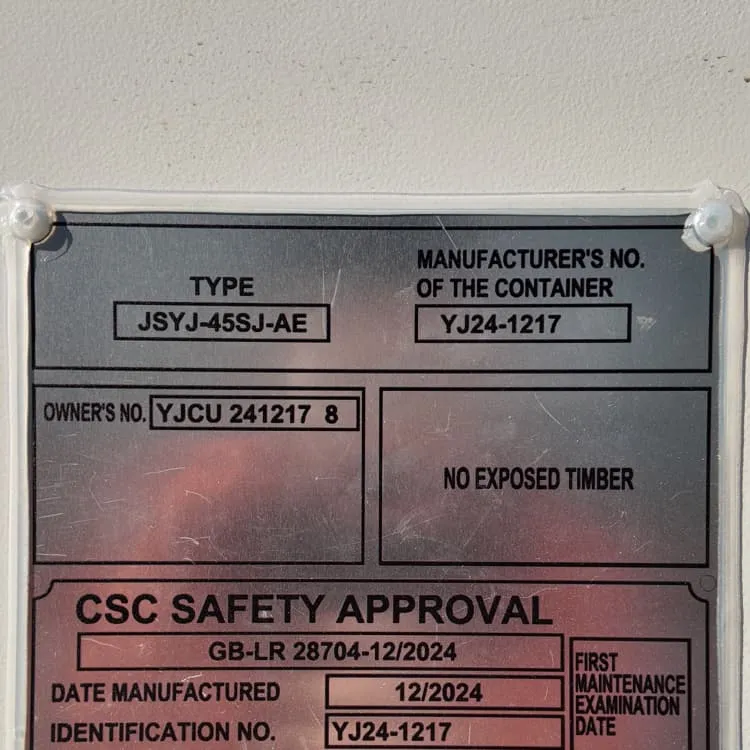 TYPE
JSYJ-45SJ-AE
MANUFACTURER'S NO.
OF THE CONTAINER
YJ24-1217
OWNER'S NO. YJCU 241217 8
NO EXPOSED TIMBER
CSC SAFETY APPROVAL
GB-LR 28704-12/2024
DATE MANUFACTURED 12/2024
IDENTIFICATION NO. YJ24-1217
FIRST
MAINTENANCE
EXAMINATION
DATE